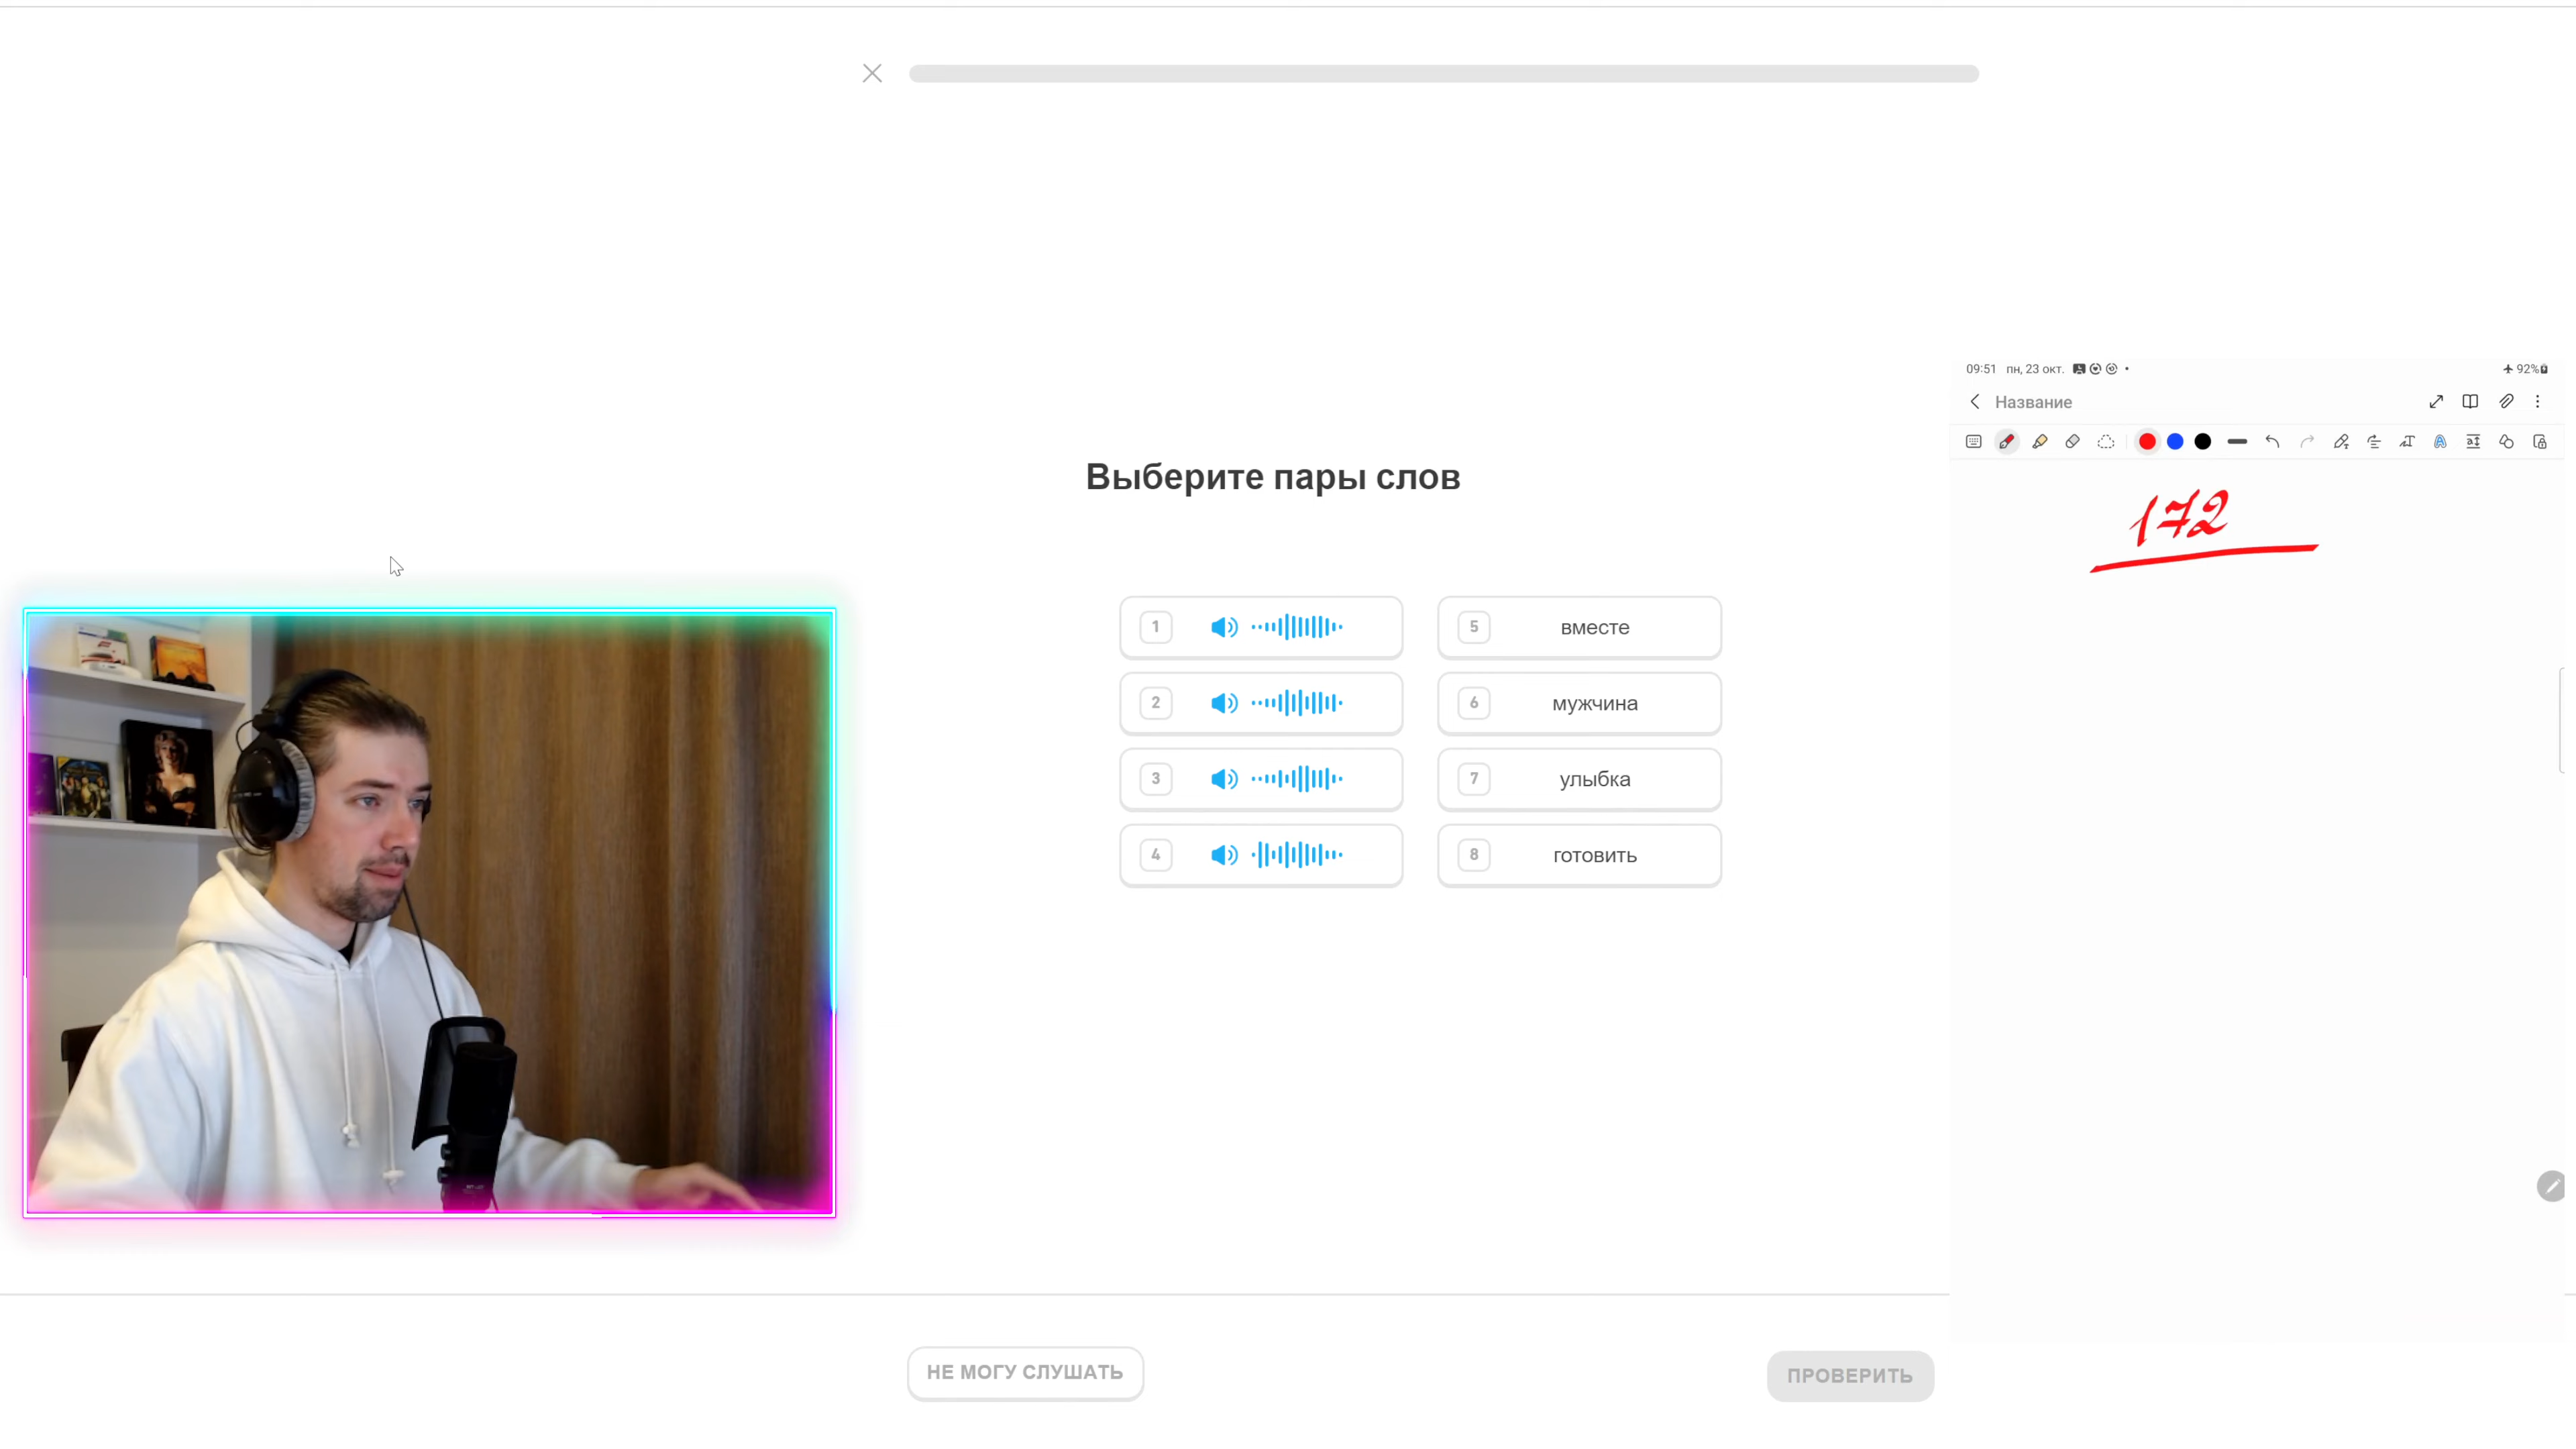 Выберите пары слов
1
5 вместе
2
6 мужчина
3
7 улыбка
4
8 готовить
НЕ МОГУ СЛУШАТЬ
ПРОВЕРИТЬ
09:51 пн, 23 окт.
92%
Название
172